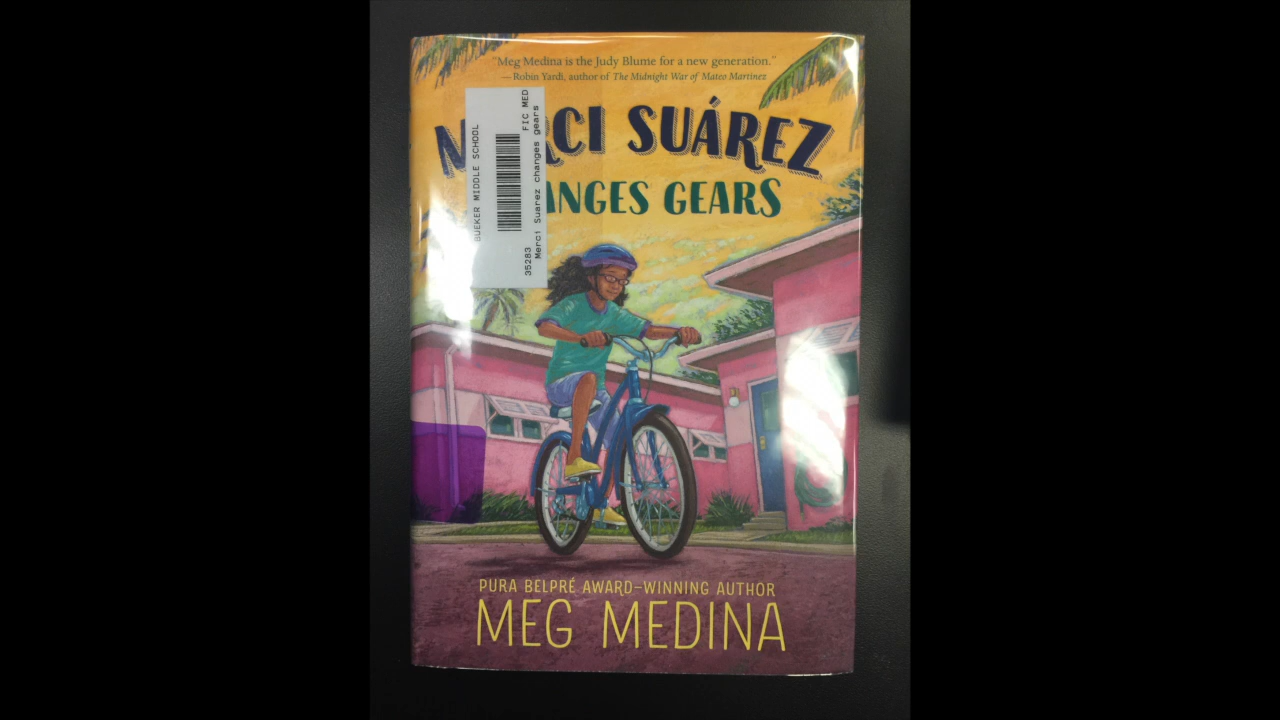 "Meg Medina is the Judy Blume for a new generation."
— Robin Yardi, author of The Midnight War of Mateo Martinez
SUÁREZ
GEARS
BUEKER MIDDLE SCHOOL
35283 FIC MED
Merci Suarez changes gears
PURA BELPRÉ AWARD-WINNING AUTHOR
MEG MEDINA